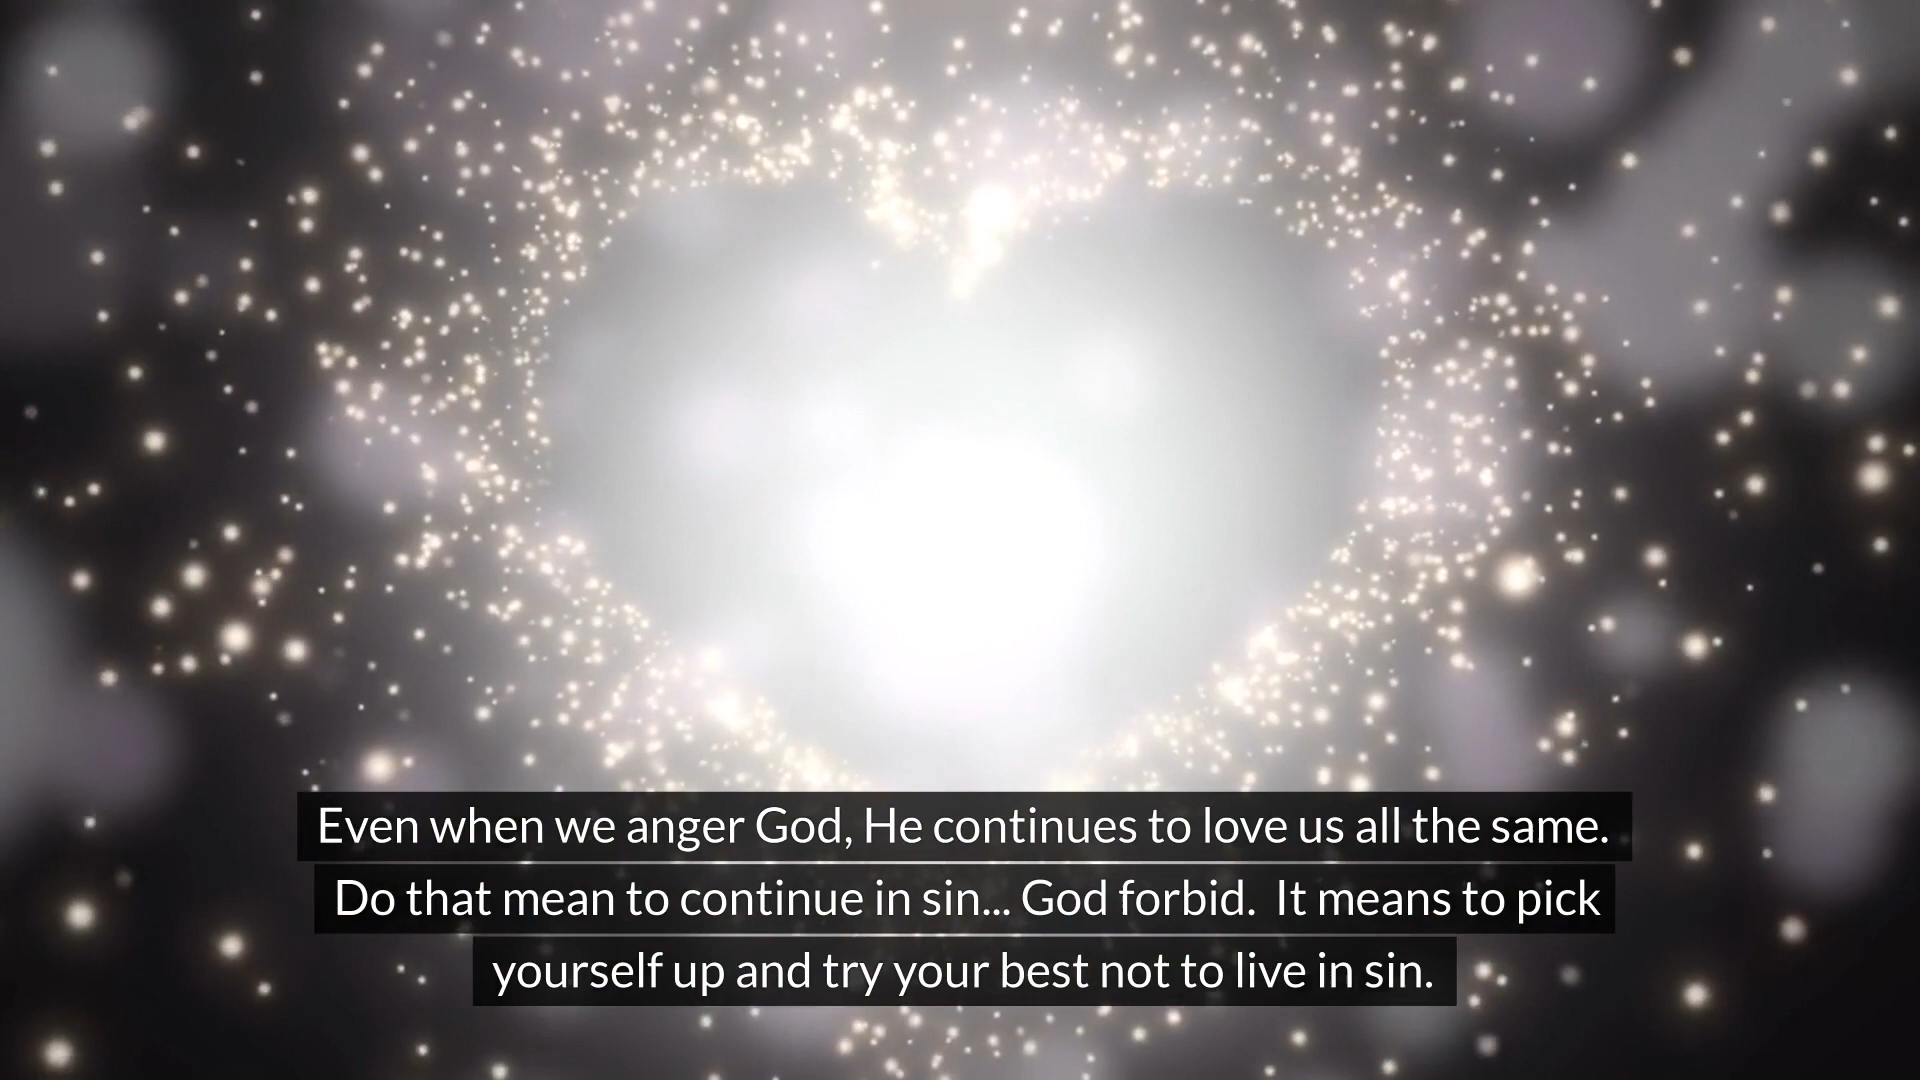 Even when we anger God, He continues to love us all the same.
Do that mean to continue in sin... God forbid.  It means to pick
yourself up and try your best not to live in sin.